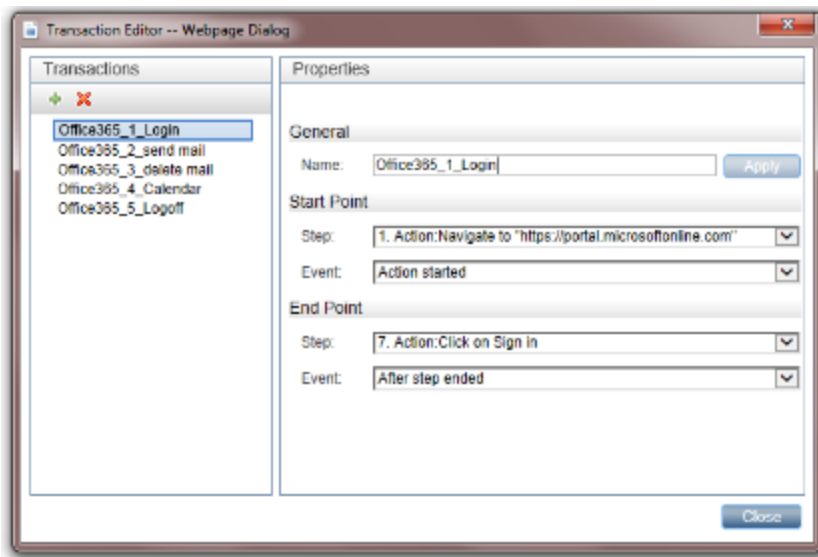 Transaction Editor -- Webpage Dialog
Transactions
Office365_1_Login
Office365_2_send mail
Office365_3_delete mail
Office365_4_Calendar
Office365_5_Logoff
Properties
General
Name: Office365_1_Login Apply
Start Point
Step: 1. Action:Navigate to "https://portal.microsoftonline.com"
Event: Action started
End Point
Step: 7. Action:Click on Sign in
Event: After step ended
Close